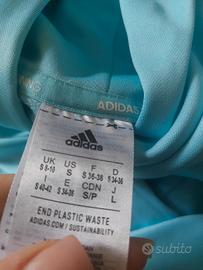 ADIDAS
adidas
UK US F D
S 8-10 S S 36-38 S 34-36
I E CDN J
S 40-42 S 34-36 S/P L
END PLASTIC WASTE
ADIDAS.COM / SUSTAINABILITY
subito